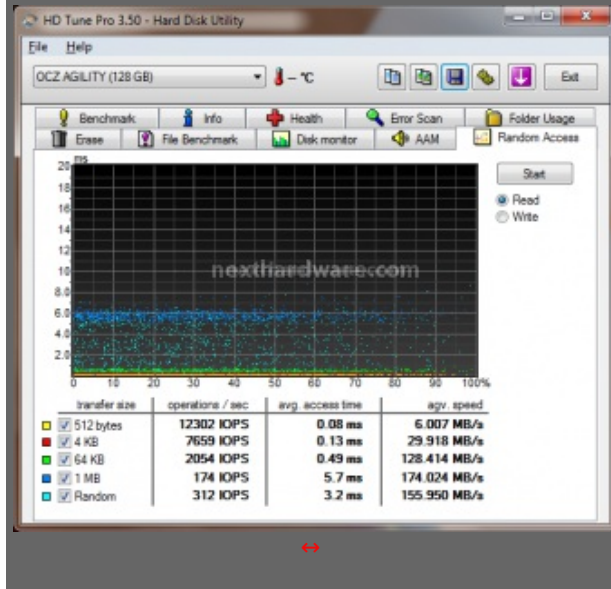 HD Tune Pro 3.50 - Hard Disk Utility
File Help
OCZ AGILITY (128 GB) – °C Exit
Benchmark Info Health Error Scan Folder Usage
Erase File Benchmark Disk monitor AAM Random Access
ms
20
18
16
14
12
10
8.0
6.0
4.0
2.0
Start
Read
Write
nexthardware.com
0 10 20 30 40 50 60 70 80 90 100%
transfer size operations / sec avg. access time agv. speed
512 bytes 12302 IOPS 0.08 ms 6.007 MB/s
4 KB 7659 IOPS 0.13 ms 29.918 MB/s
64 KB 2054 IOPS 0.49 ms 128.414 MB/s
1 MB 174 IOPS 5.7 ms 174.024 MB/s
Random 312 IOPS 3.2 ms 155.950 MB/s